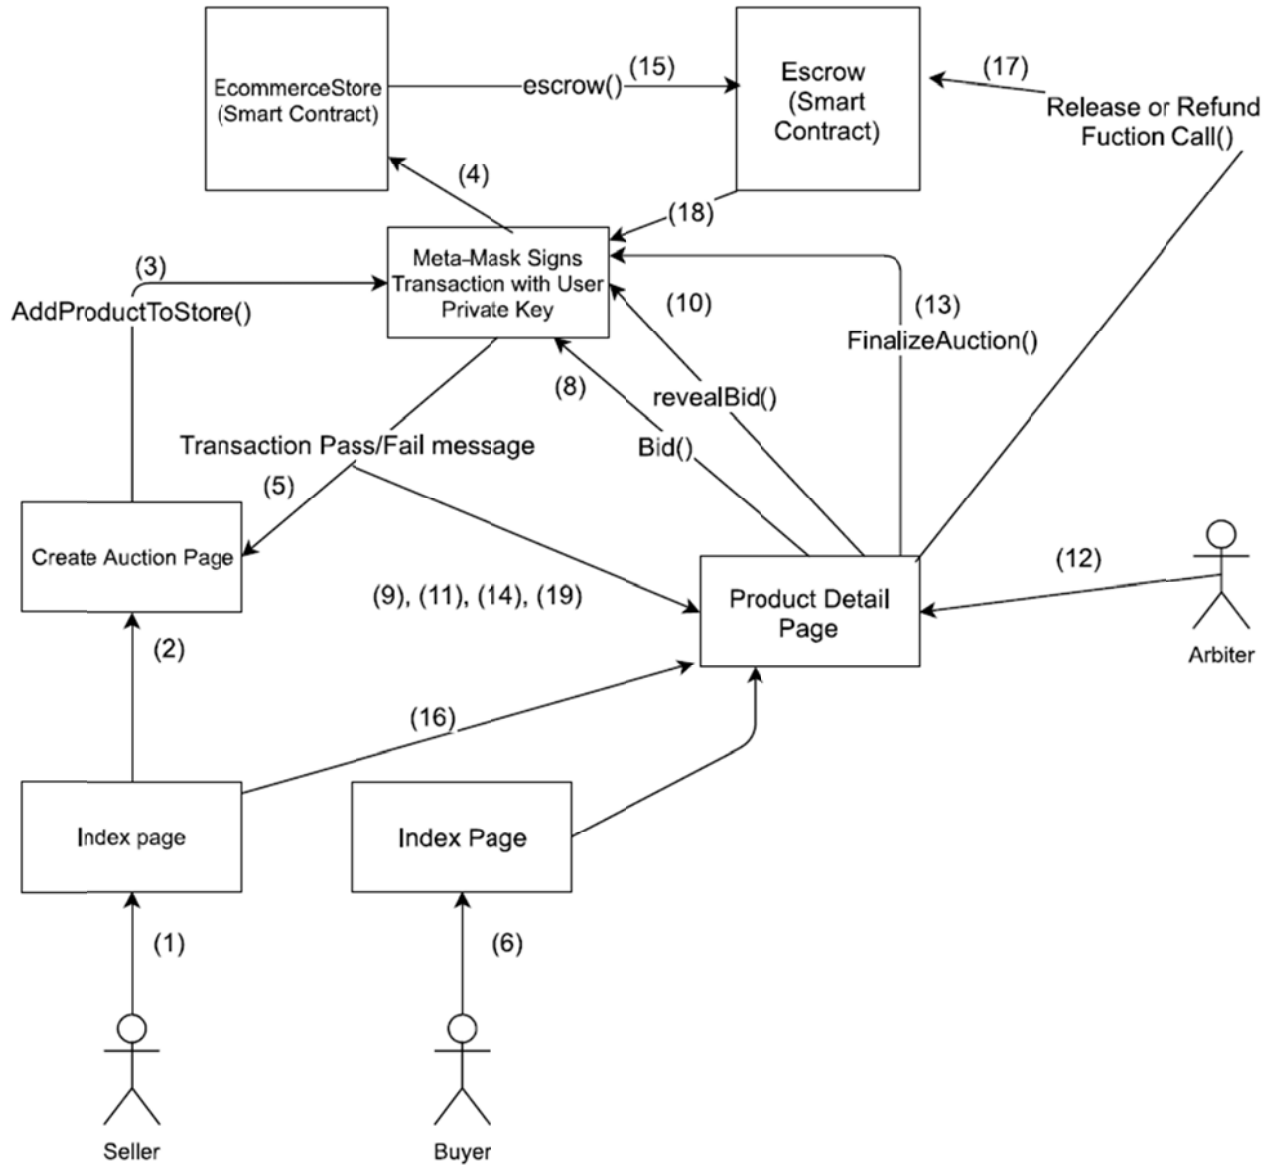 EcommerceStore
(Smart Contract)
escrow()
(15)
Escrow
(Smart
Contract)
(17)
Release or Refund
Fuction Call()
(4)
(18)
Meta-Mask Signs
Transaction with User
Private Key
(3)
AddProductToStore()
(10)
(13)
FinalizeAuction()
(8)
revealBid()
Bid()
Transaction Pass/Fail message
(5)
Create Auction Page
(9), (11), (14), (19)
Product Detail
Page
(12)
Arbiter
(2)
(16)
Index page
Index Page
(1)
(6)
Seller
Buyer